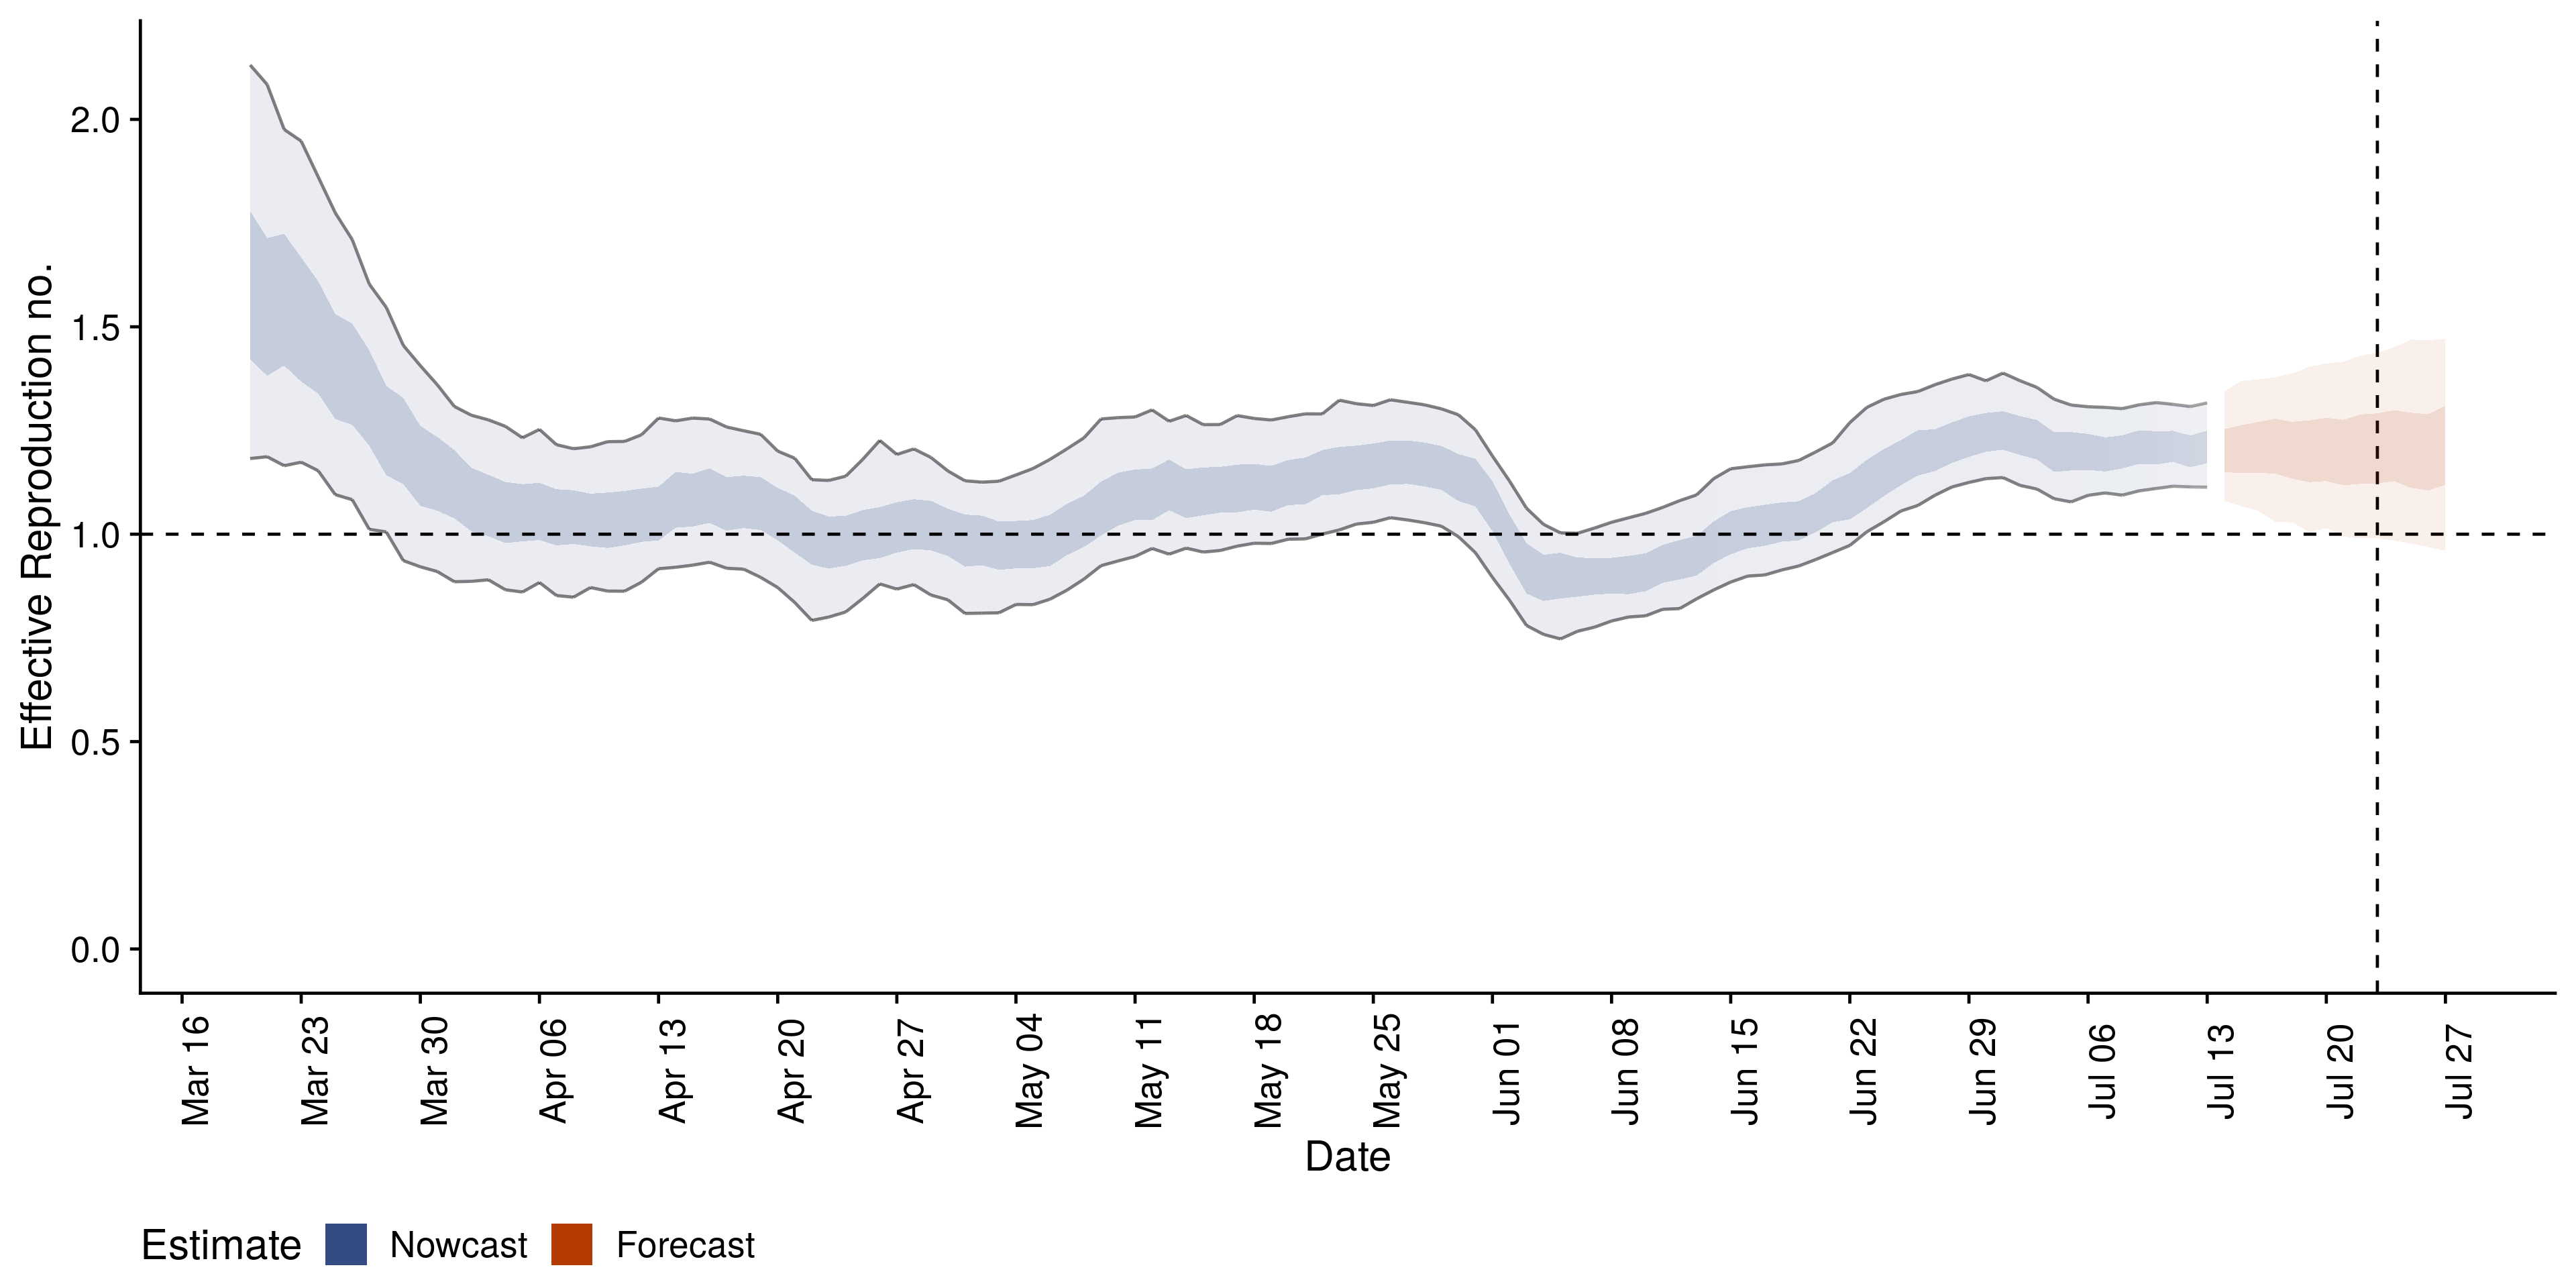 Effective Reproduction no.
2.0
1.5
1.0
0.5
0.0
Mar 16
Mar 23
Mar 30
Apr 06
Apr 13
Apr 20
Apr 27
May 04
May 11
May 18
May 25
Jun 01
Jun 08
Jun 15
Jun 22
Jun 29
Jul 06
Jul 13
Jul 20
Jul 27
Date
Estimate Nowcast Forecast